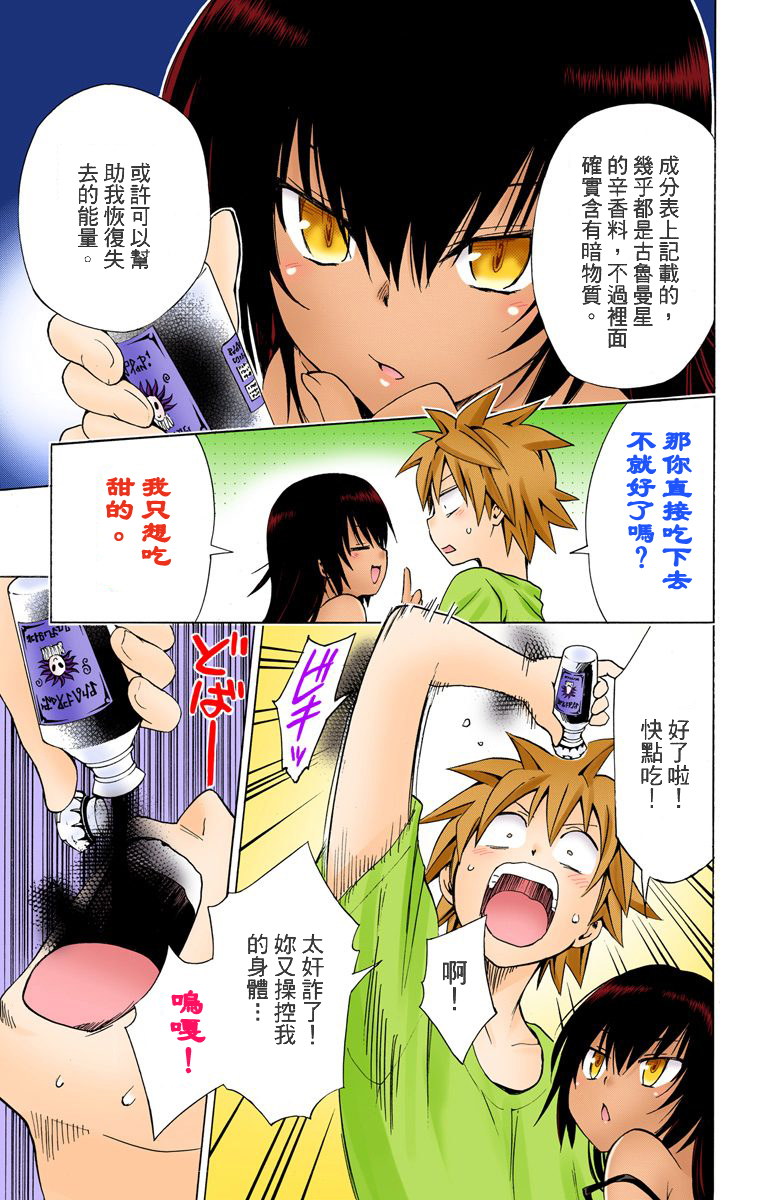 成分表上記載的，
幾乎都是古魯曼星
的辛香料，不過裡面
確實含有暗物質。
或許可以幫
助我恢復失
去的能量。
那你直接吃下去
不就好了嗎？
我只想吃
甜的。
好了啦！
快點吃！
ビキッ
啊！
太奸詐了！
妳又操控我
的身體…
嗚嘎！
どばー